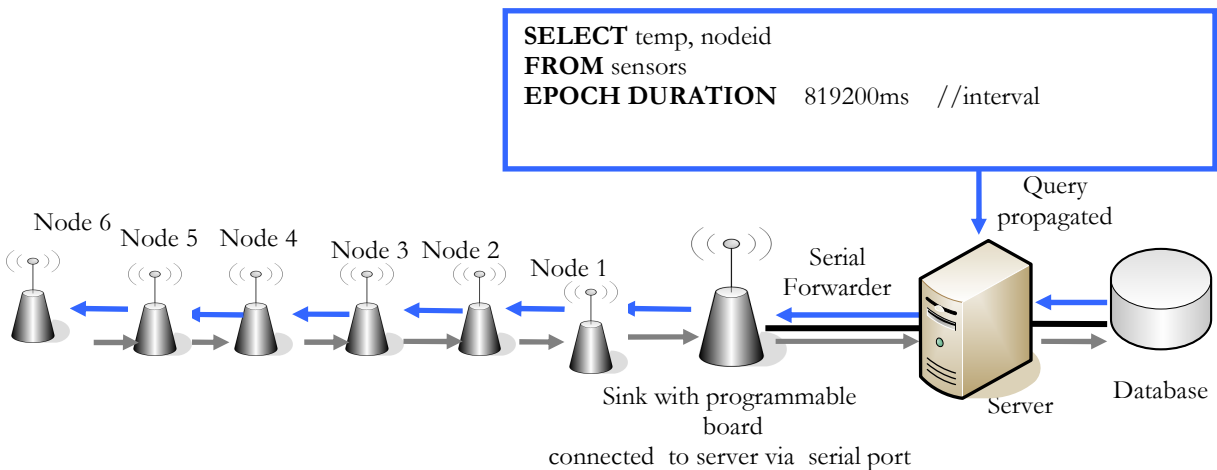 SELECT temp, nodeid
FROM sensors
EPOCH DURATION 819200ms //interval
Query
propagated
Node 6
Node 5
Node 4
Node 3
Node 2
Node 1
Serial
Forwarder
Sink with programmable
board
connected to server via serial port
Server
Database